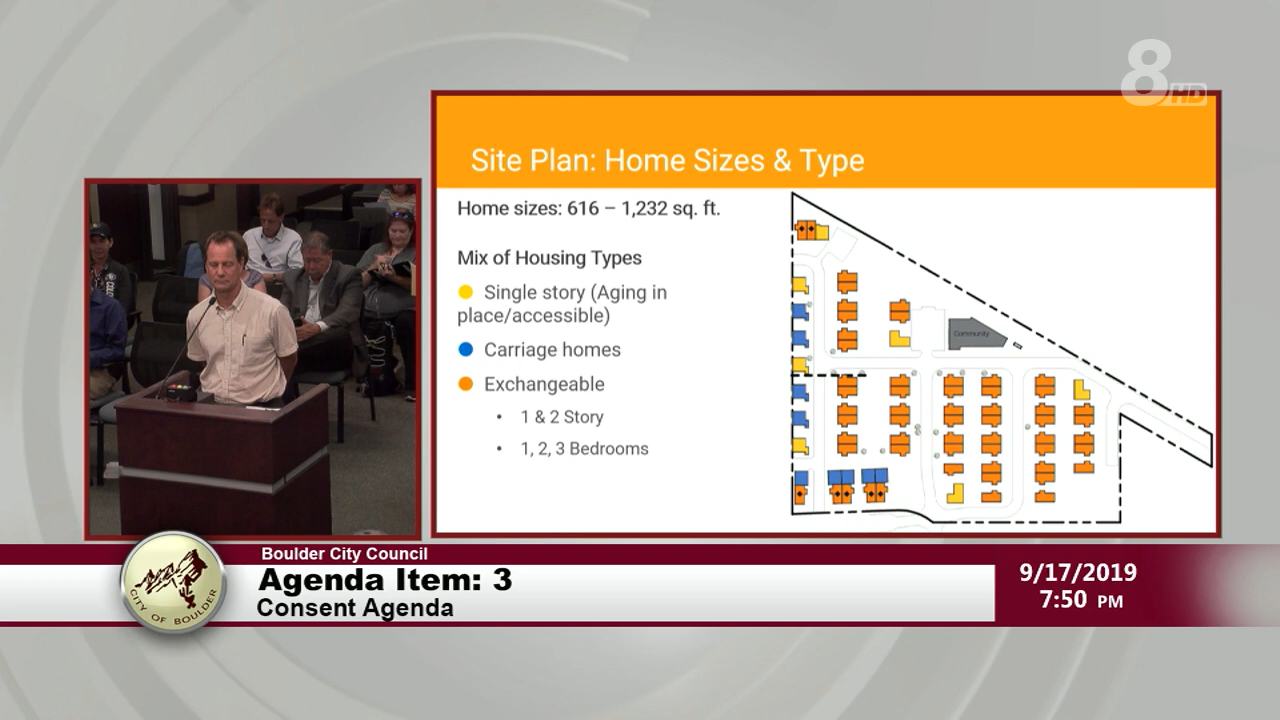 8
HD
Site Plan: Home Sizes & Type
Home sizes: 616 – 1,232 sq. ft.
Mix of Housing Types
Single story (Aging in
place/accessible)
Carriage homes
Exchangeable
• 1 & 2 Story
• 1, 2, 3 Bedrooms
Community
CITY OF BOULDER
Boulder City Council
Agenda Item: 3
Consent Agenda
9/17/2019
7:50 PM